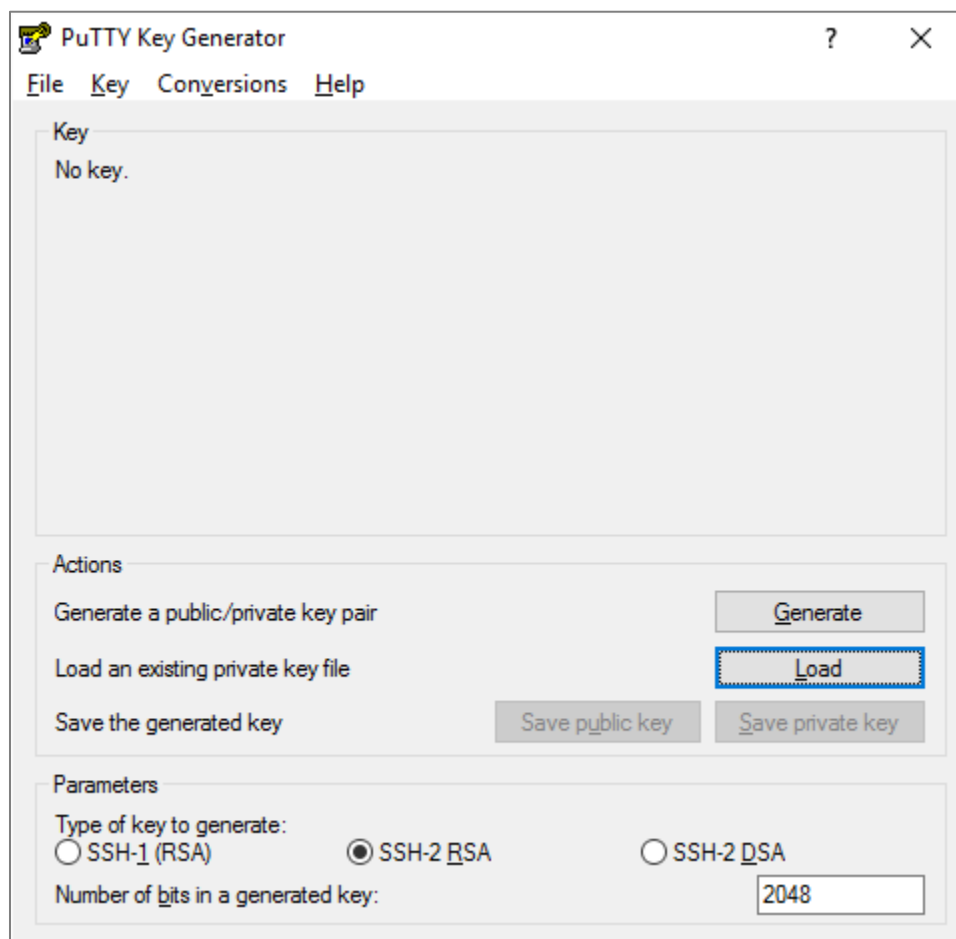 PuTTY Key Generator ?
File Key Conversions Help
Key
No key.
Actions
Generate a public/private key pair Generate
Load an existing private key file Load
Save the generated key Save public key Save private key
Parameters
Type of key to generate:
SSH-1 (RSA) SSH-2 RSA SSH-2 DSA
Number of bits in a generated key: 2048